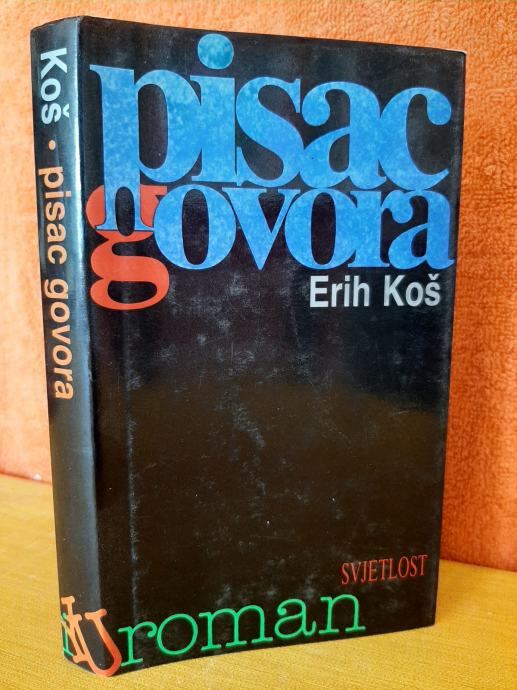 Koš • pisac govora
pisac
govora
Erih Koš
SVJETLOST
roman